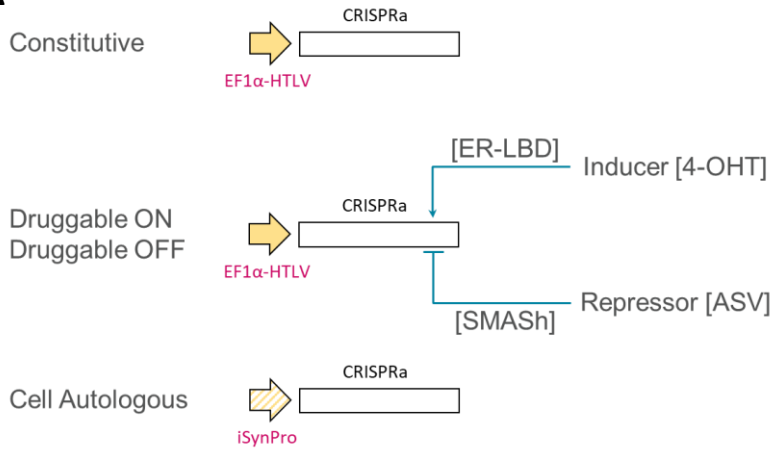 CRISPRa
Constitutive
EF1α-HTLV
[ER-LBD]
Inducer [4-OHT]
CRISPRa
Druggable ON
Druggable OFF
EF1α-HTLV
Repressor [ASV]
[SMASh]
CRISPRa
Cell Autologous
iSynPro